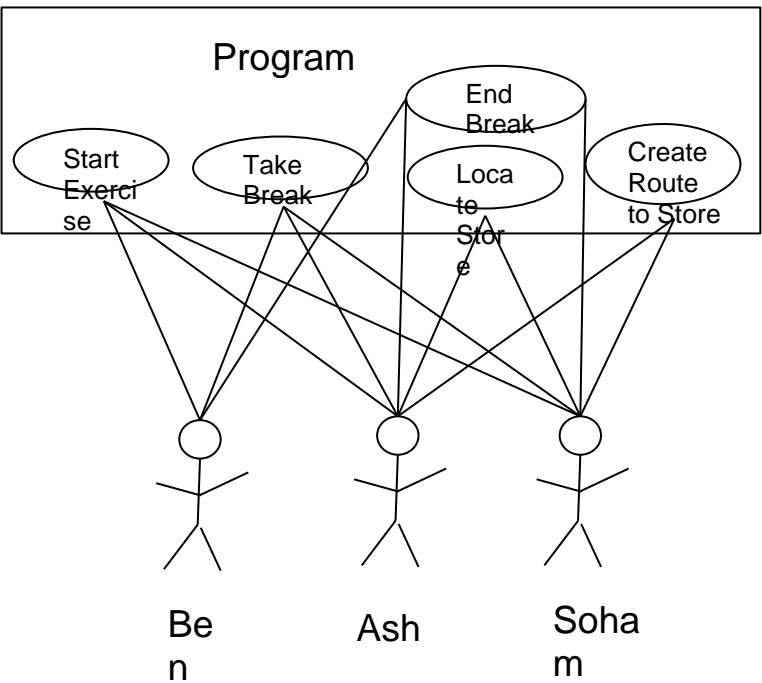 Program
Start
Exerci
se
Take
Break
End
Break
Loca
te
Stor
e
Create
Route
to Store
Be
n
Ash
Soha
m